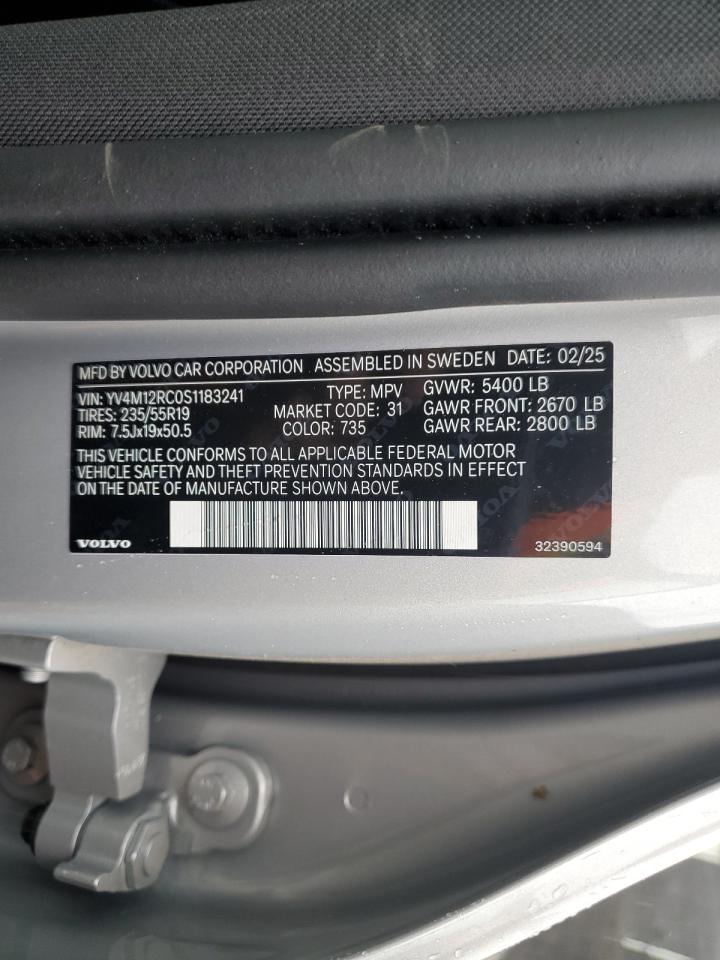 MFD BY VOLVO CAR CORPORATION ASSEMBLED IN SWEDEN DATE: 02/25
VIN: YV4M12RC0S1183241 TYPE: MPV GVWR: 5400 LB
TIRES: 235/55R19 MARKET CODE: 31 GAWR FRONT: 2670 LB
RIM: 7.5Jx19x50.5 COLOR: 735 GAWR REAR: 2800 LB
THIS VEHICLE CONFORMS TO ALL APPLICABLE FEDERAL MOTOR
VEHICLE SAFETY AND THEFT PREVENTION STANDARDS IN EFFECT
ON THE DATE OF MANUFACTURE SHOWN ABOVE.
VOLVO 32390594